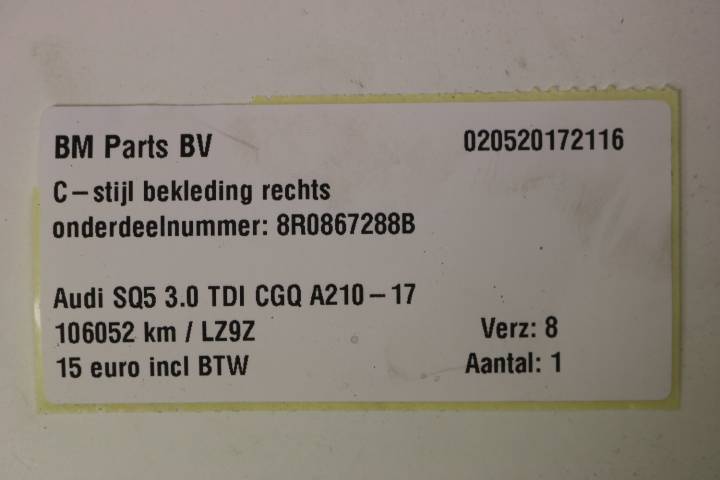 BM Parts BV 020520172116
C-stijl bekleding rechts
onderdeelnummer: 8R0867288B
Audi SQ5 3.0 TDI CGQ A210-17
106052 km / LZ9Z Verz: 8
15 euro incl BTW Aantal: 1